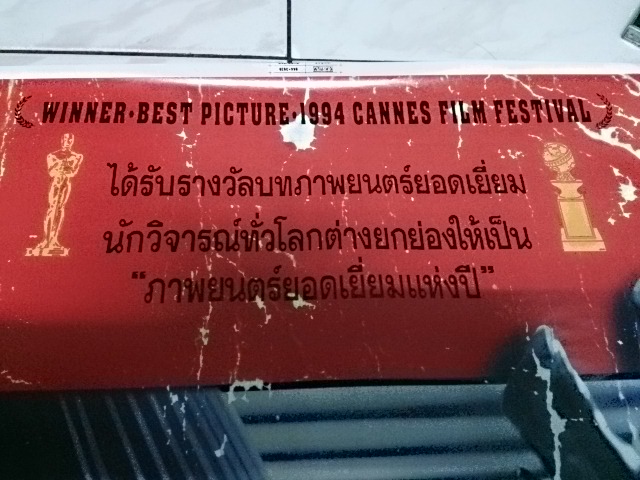 WINNER·BEST PICTURE·1994 CANNES FILM FESTIVAL
ได้รับรางวัลบทภาพยนตร์ยอดเยี่ยม
นักวิจารณ์ทั่วโลกต่างยกย่องให้เป็น
“ภาพยนตร์ยอดเยี่ยมแห่งปี”